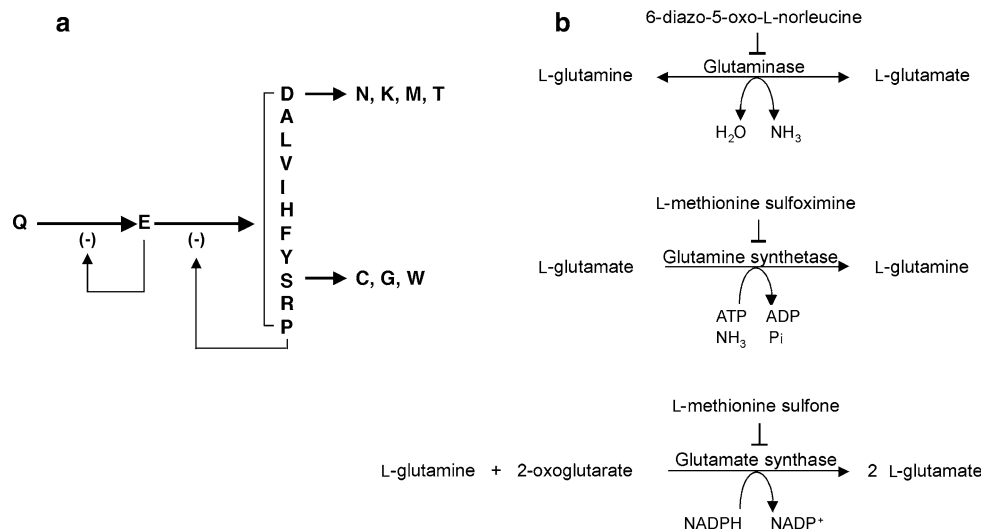 a
D
N, K, M, T
A
L
V
I
H
F
Y
S
C, G, W
R
P
Q
E
(-)
(-)
b
6-diazo-5-oxo-L-norleucine
L-glutamine
Glutaminase
L-glutamate
H2O
NH3
L-methionine sulfoximine
L-glutamate
Glutamine synthetase
L-glutamine
ATP
ADP
NH3
Pi
L-methionine sulfone
L-glutamine + 2-oxoglutarate
Glutamate synthase
2 L-glutamate
NADPH
NADP+